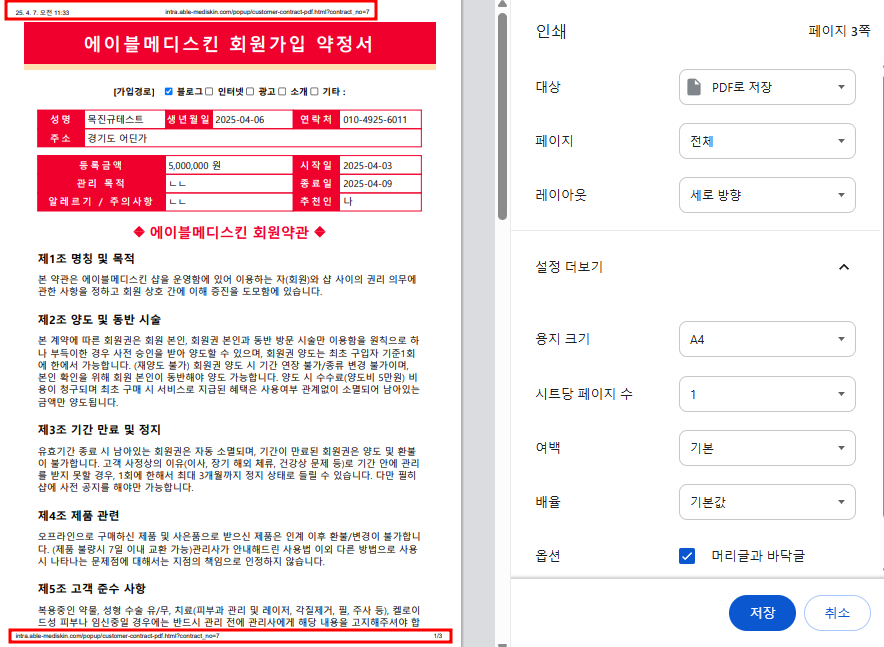 25. 4. 7. 오전 11:33
intra.able-mediskin.com/popup/customer-contract-pdf.html?contract_no=7
에이블메디스킨 회원가입 약정서
[가입경로] 블로그 인터넷 광고 소개 기타 :
성명 목진규테스트 생년월일 2025-04-06 연락처 010-4925-6011
주소 경기도 어딘가
등록금액 5,000,000 원 시작일 2025-04-03
관리 목적 ㄴㄴ 종료일 2025-04-09
알레르기 / 주의사항 ㄴㄴ 추천인 나
◆ 에이블메디스킨 회원약관 ◆
제1조 명칭 및 목적
본 약관은 에이블메디스킨 샵을 운영함에 있어 이용하는 자(회원)와 샵 사이의 권리 의무에
관한 사항을 정하고 회원 상호 간에 이해 증진을 도모함에 있습니다.
제2조 양도 및 동반 시술
본 계약에 따른 회원권은 회원 본인, 회원권 본인과 동반 방문 시술만 이용함을 원칙으로 하
나 부득이한 경우 사전 승인을 받아 양도할 수 있으며, 회원권 양도는 최초 구입자 기준1회
에 한에서 가능합니다. (재양도 불가) 회원권 양도 시 기간 연장 불가/종류 변경 불가이며,
본인 확인을 위해 회원 본인이 동반해야 양도 가능합니다. 양도 시 수수료(양도비 5만원) 비
용이 청구되며 최초 구매 시 서비스로 지급된 혜택은 사용여부 관계없이 소멸되어 남아있는
금액만 양도됩니다.
제3조 기간 만료 및 정지
유효기간 종료 시 남아있는 회원권은 자동 소멸되며, 기간이 만료된 회원권은 양도 및 환불
이 불가합니다. 고객 사정상의 이유(이사, 장기 해외 체류, 건강상 문제 등)로 기간 안에 관리
를 받지 못할 경우, 1회에 한해서 최대 3개월까지 정지 상태로 들릴 수 있습니다. 다만 필히
샵에 사전 공지를 해야만 가능합니다.
제4조 제품 관련
오프라인으로 구매하신 제품 및 사은품으로 받으신 제품은 인계 이후 환불/변경이 불가합니
다. (제품 불량시 7일 이내 교환 가능)관리사가 안내해드린 사용법 이외 다른 방법으로 사용
시 나타나는 문제점에 대해서는 지점의 책임으로 인정하지 않습니다.
제5조 고객 준수 사항
복용중인 약물, 성형 수술 유/무, 치료(피부과 관리 및 레이저, 각질제거, 필, 주사 등), 켈로이
드성 피부나 임신중일 경우에는 반드시 관리 전에 관리사에게 해당 내용을 고지해주셔야 합
intra.able-mediskin.com/popup/customer-contract-pdf.html?contract_no=7
1/3
인쇄
페이지 3쪽
대상
PDF로 저장
페이지
전체
레이아웃
세로 방향
설정 더보기
용지 크기
A4
시트당 페이지 수
1
여백
기본
배율
기본값
옵션
머리글과 바닥글
저장
취소